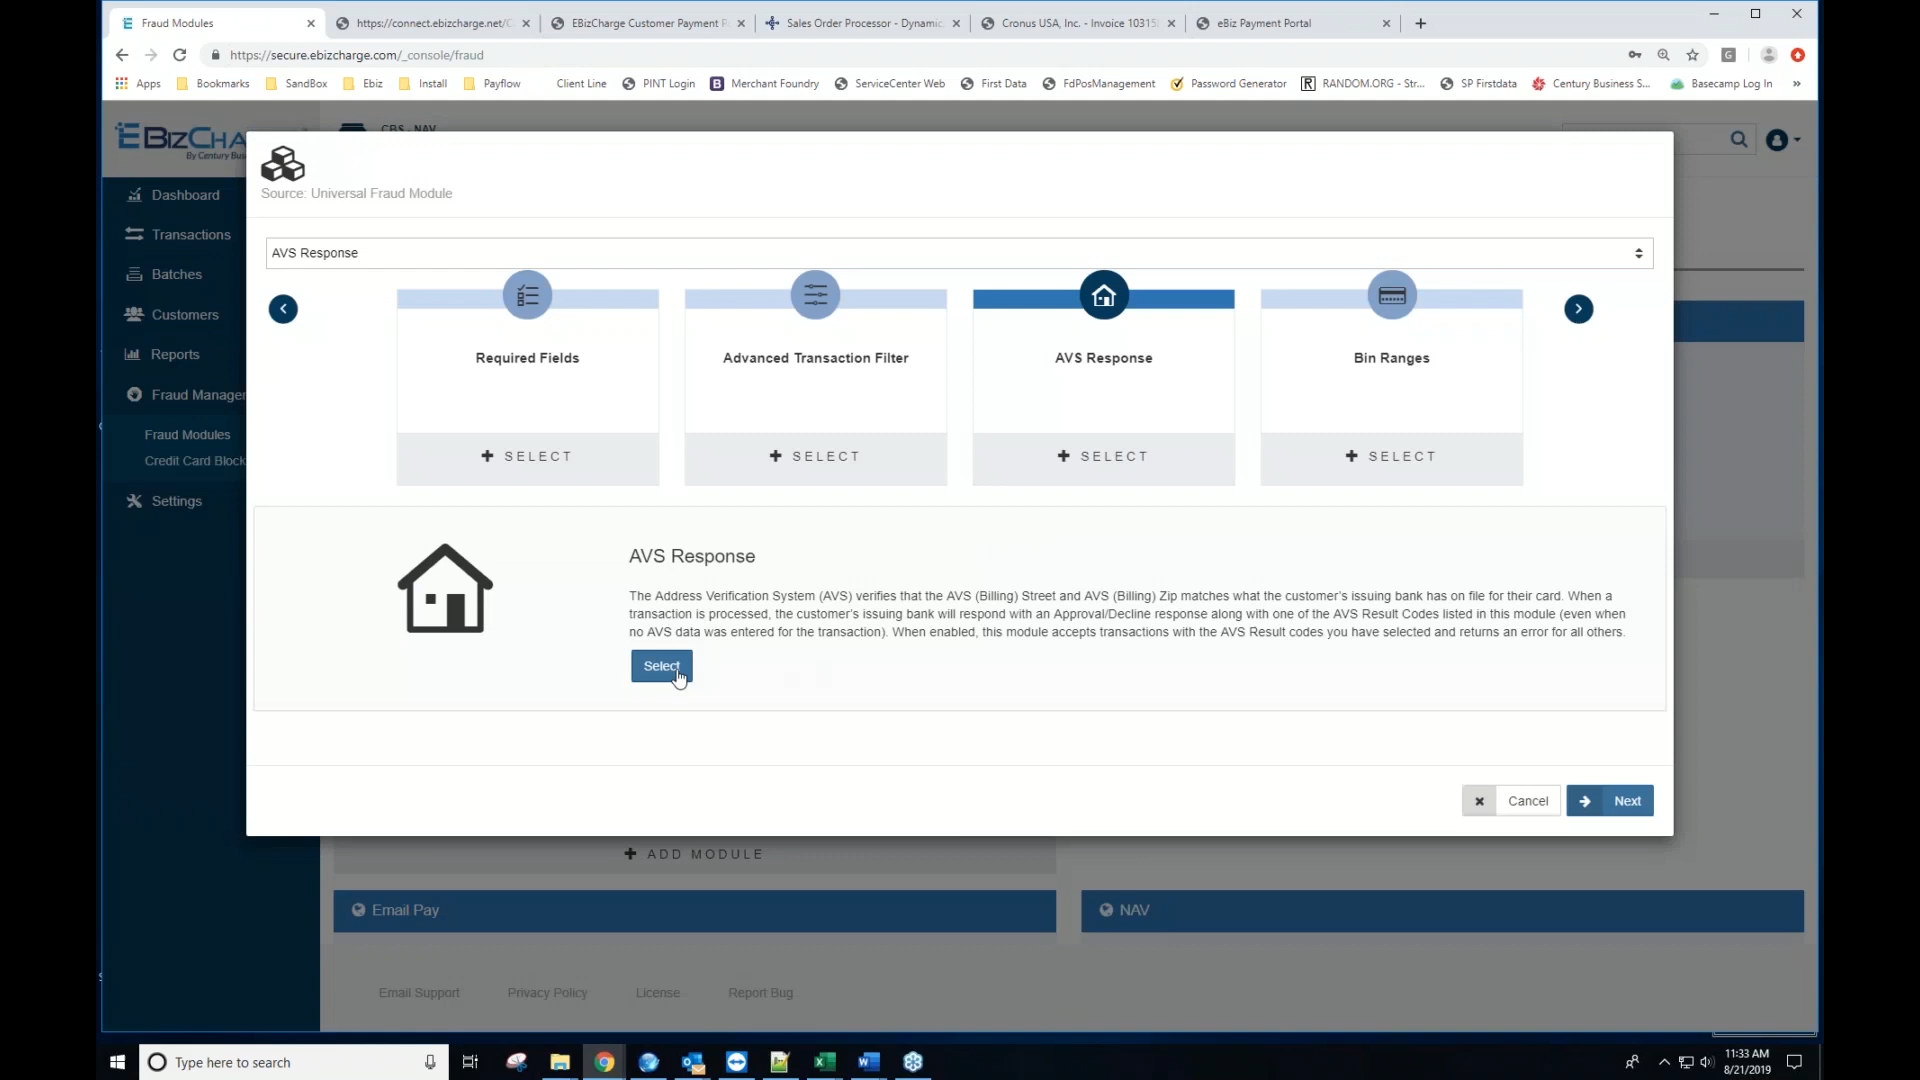 Fraud Modules
https://connect.ebizcharge.net/
EBizCharge Customer Payment
Sales Order Processor - Dynamic
Cronus USA, Inc. - Invoice 10315
eBiz Payment Portal
https://secure.ebizcharge.com/_console/fraud
Apps
Bookmarks
SandBox
Ebiz
Install
Payflow
Client Line
PINT Login
Merchant Foundry
ServiceCenter Web
First Data
FdPosManagement
Password Generator
RANDOM.ORG - Str...
SP Firstdata
Century Business S...
Basecamp Log In
»
EBizCha
By Century Bus
CBS - NAV
Source: Universal Fraud Module
Dashboard
Transactions
Batches
Customers
Reports
Fraud Manager
Fraud Modules
Credit Card Block
Settings
AVS Response
Required Fields
Advanced Transaction Filter
AVS Response
Bin Ranges
+ SELECT
+ SELECT
+ SELECT
+ SELECT
AVS Response
The Address Verification System (AVS) verifies that the AVS (Billing) Street and AVS (Billing) Zip matches what the customer's issuing bank has on file for their card. When a
transaction is processed, the customer's issuing bank will respond with an Approval/Decline response along with one of the AVS Result Codes listed in this module (even when
no AVS data was entered for the transaction). When enabled, this module accepts transactions with the AVS Result codes you have selected and returns an error for all others.
Select
Cancel
Next
+ ADD MODULE
Email Pay
NAV
Email Support
Privacy Policy
License
Report Bug
Type here to search
11:33 AM
8/21/2019